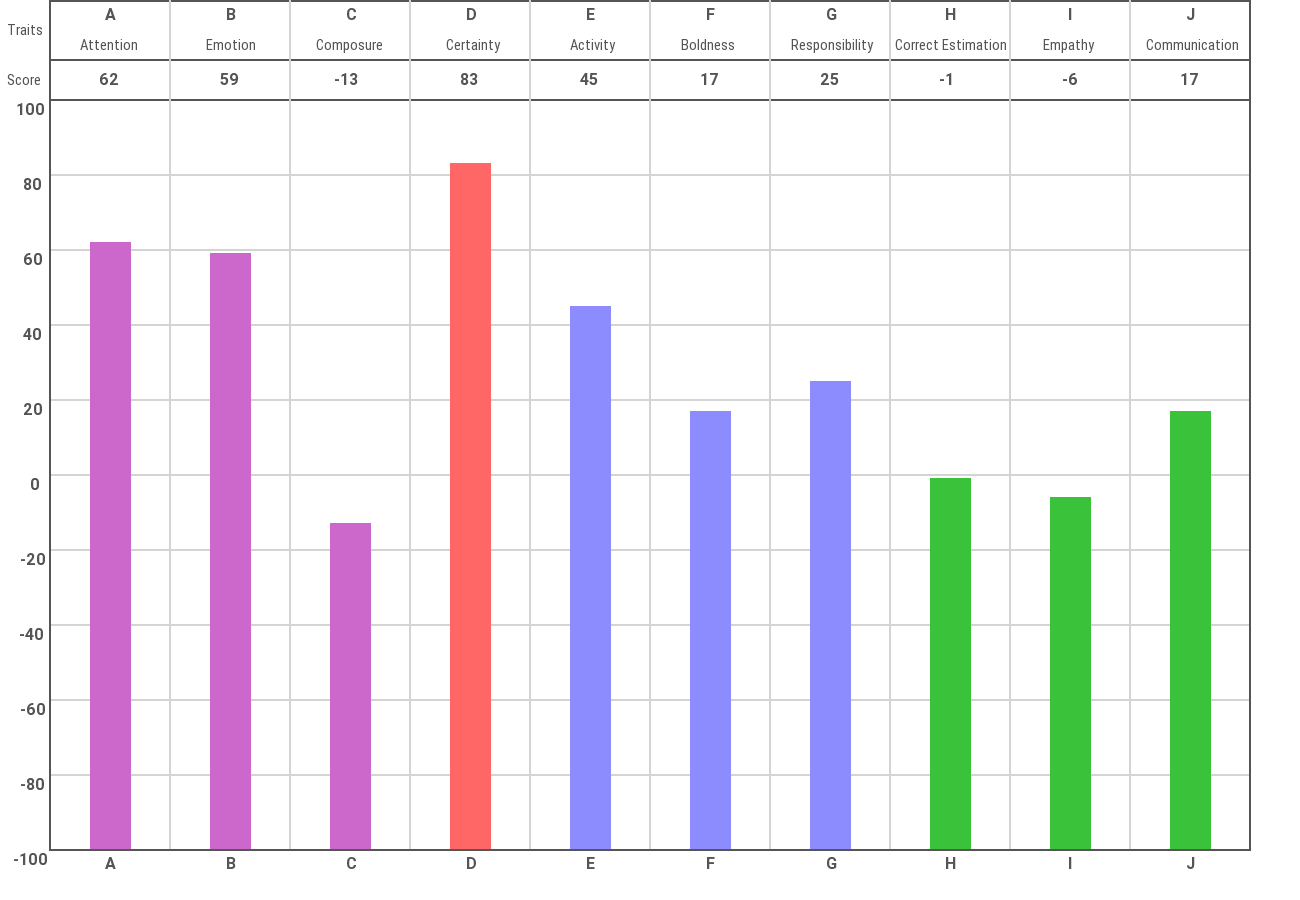 Traits A B C D E F G H I J
Attention Emotion Composure Certainty Activity Boldness Responsibility Correct Estimation Empathy Communication
Score 62 59 -13 83 45 17 25 -1 -6 17
100
80
60
40
20
0
-20
-40
-60
-80
-100
A B C D E F G H I J